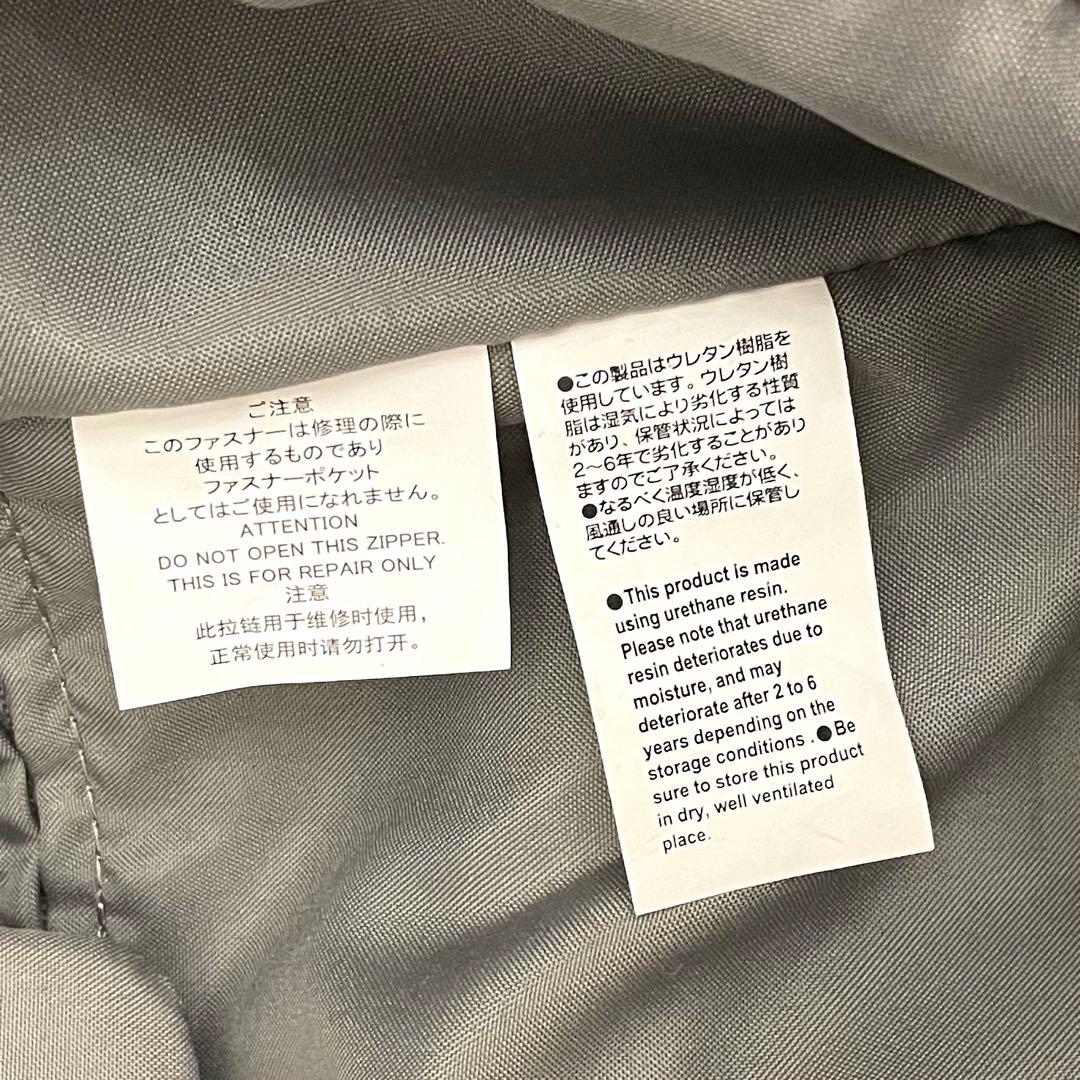 ご注意
このファスナーは修理の際に
使用するものであり
ファスナーポケット
としてはご使用になれません。
ATTENTION
DO NOT OPEN THIS ZIPPER.
THIS IS FOR REPAIR ONLY
注意
此拉链用于维修时使用，
正常使用时请勿打开。
●この製品はウレタン樹脂を
使用しています。ウレタン樹
脂は湿気により劣化する性質
があり、保管状況によっては
2～6年で劣化することがあり
ますのでご了承ください。
●なるべく温度湿度が低く、
風通しの良い場所に保管し
てください。
●This product is made
using urethane resin.
Please note that urethane
resin deteriorates due to
moisture, and may
deteriorate after 2 to 6
years depending on the
storage conditions .●Be
sure to store this product
in dry, well ventilated
place.